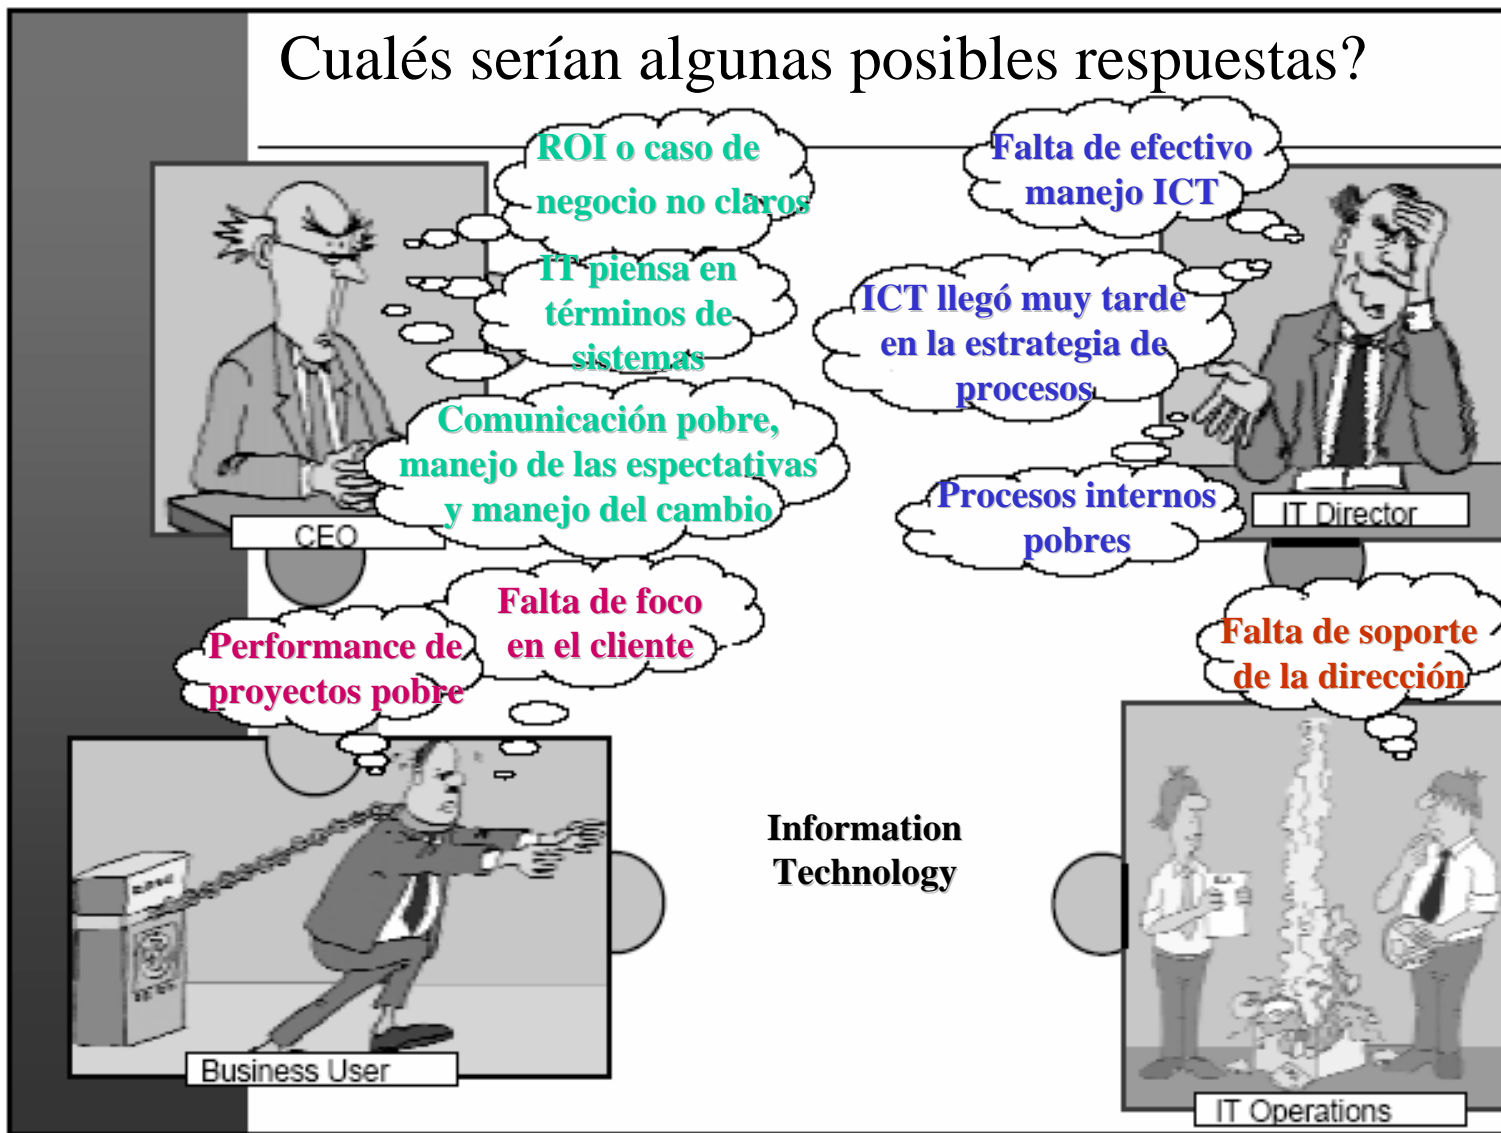 Cualés serían algunas posibles respuestas?
ROI o caso de
negocio no claros
IT piensa en
términos de
sistemas
Comunicación pobre,
manejo de las espectativas
y manejo del cambio
CEO
Falta de efectivo
manejo ICT
ICT llegó muy tarde
en la estrategia de
procesos
Procesos internos
pobres
IT Director
Falta de foco
en el cliente
Performance de
proyectos pobre
Business User
Information
Technology
Falta de soporte
de la dirección
IT Operations